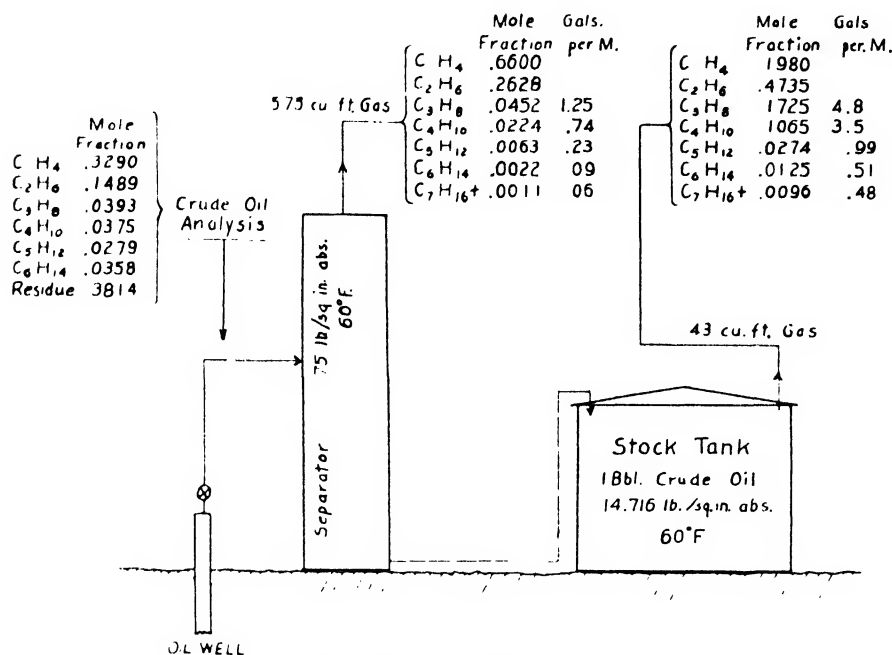 Mole
Fraction
C H4 .3290
C2H6 .1489
C3H8 .0393
C4H10 .0375
C5H12 .0279
C6H14 .0358
Residue 3814
Crude Oil
Analysis
575 cu ft. Gas
Mole Gals.
Fraction per M.
C H4 .6600
C2H6 .2628
C3H8 .0452 1.25
C4H10 .0224 .74
C5H12 .0063 .23
C6H14 .0022 09
C7H16+ .0011 06
Mole Gals
Fraction per. M.
C H4 1980
C2H6 .4735
C3H8 1725 4.8
C4H10 1065 3.5
C5H12 .0274 .99
C6H14 .0125 .51
C7H16+ .0096 .48
43 cu. ft. Gas
Separator 75 lb/sq in. abs.
60°F.
Stock Tank
1 Bbl. Crude Oil
14.716 lb./sq.in. abs.
60°F
OIL WELL